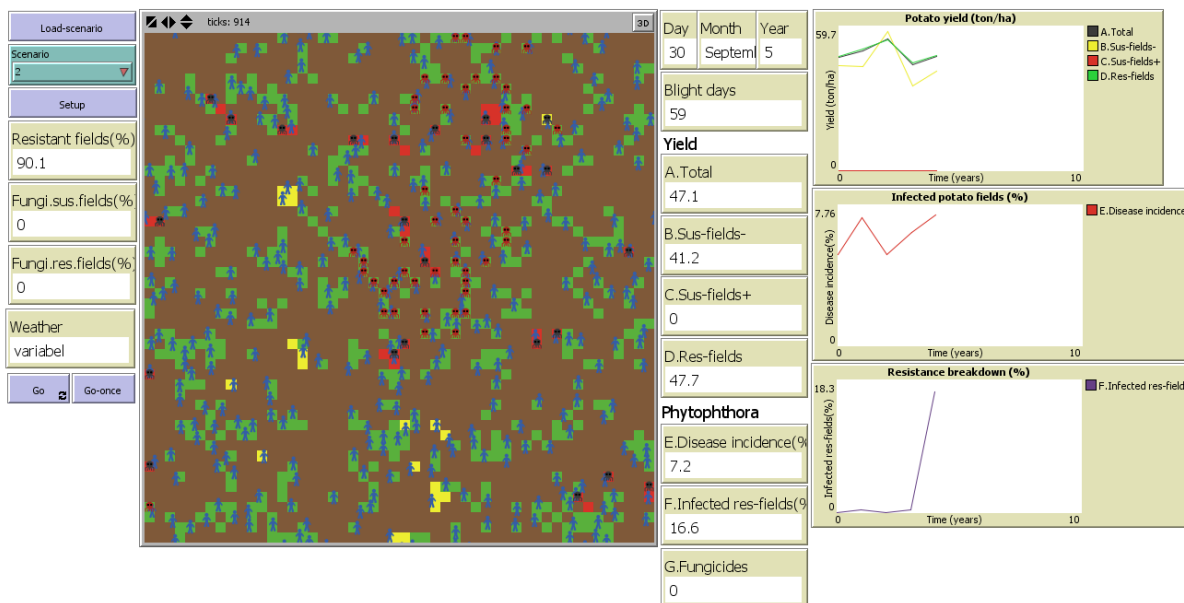 Load-scenario
Scenario
2
Setup
Resistant fields(%)
90.1
Fungi.sus.fields(%)
0
Fungi.res.fields(%)
0
Weather
variabel
Go
Go-once
ticks: 914
3D
Day
30
Month
Septeml
Year
5
Blight days
59
Yield
A.Total
47.1
B.Sus-fields-
41.2
C.Sus-fields+
0
D.Res-fields
47.7
Phytophthora
E.Disease incidence(%
7.2
F.Infected res-fields(%
16.6
G.Fungicides
0
Potato yield (ton/ha)
59.7
Yield (ton/ha)
0
0
Time (years)
10
A.Total
B.Sus-fields-
C.Sus-fields+
D.Res-fields
Infected potato fields (%)
7.76
Disease incidence(%)
0
0
Time (years)
10
E.Disease incidence
Resistance breakdown (%)
18.3
Infected res-fields(%)
0
0
Time (years)
10
F.Infected res-field